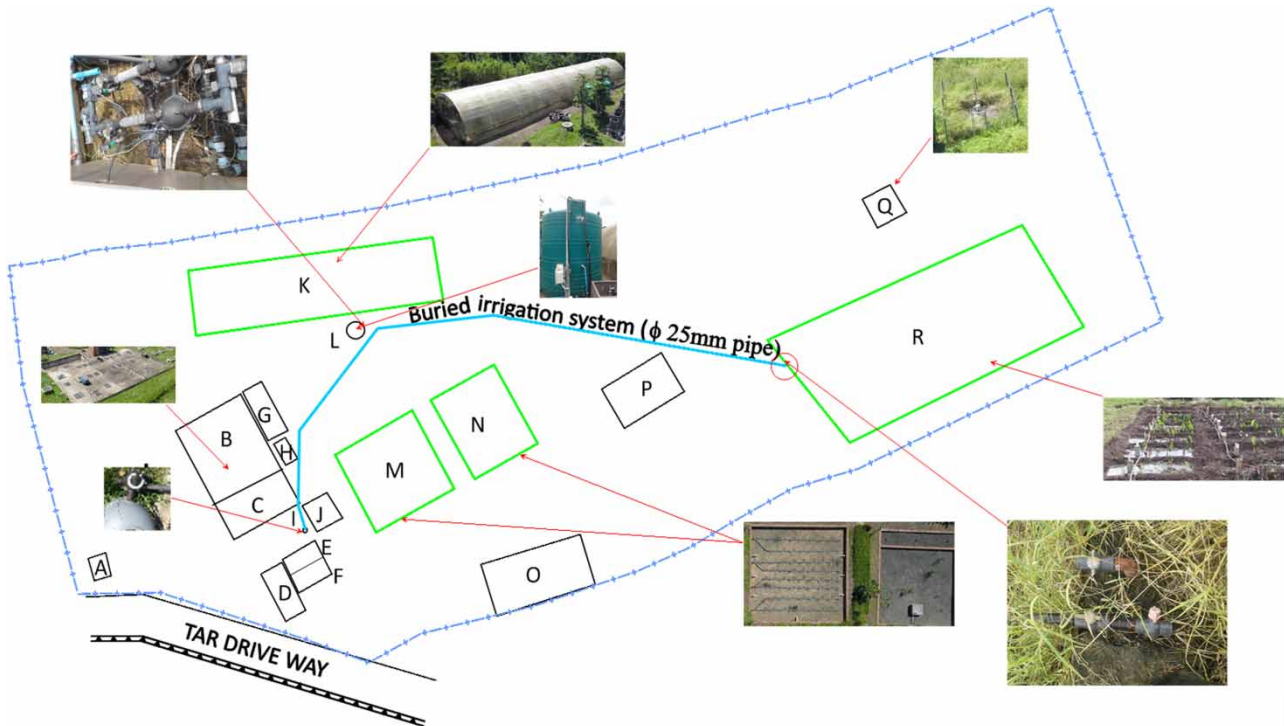 Q
K
R
L
Buried irrigation system (ϕ 25mm pipe)
P
G
B
N
H
M
C
I
J
E
A
F
D
O
TAR DRIVE WAY